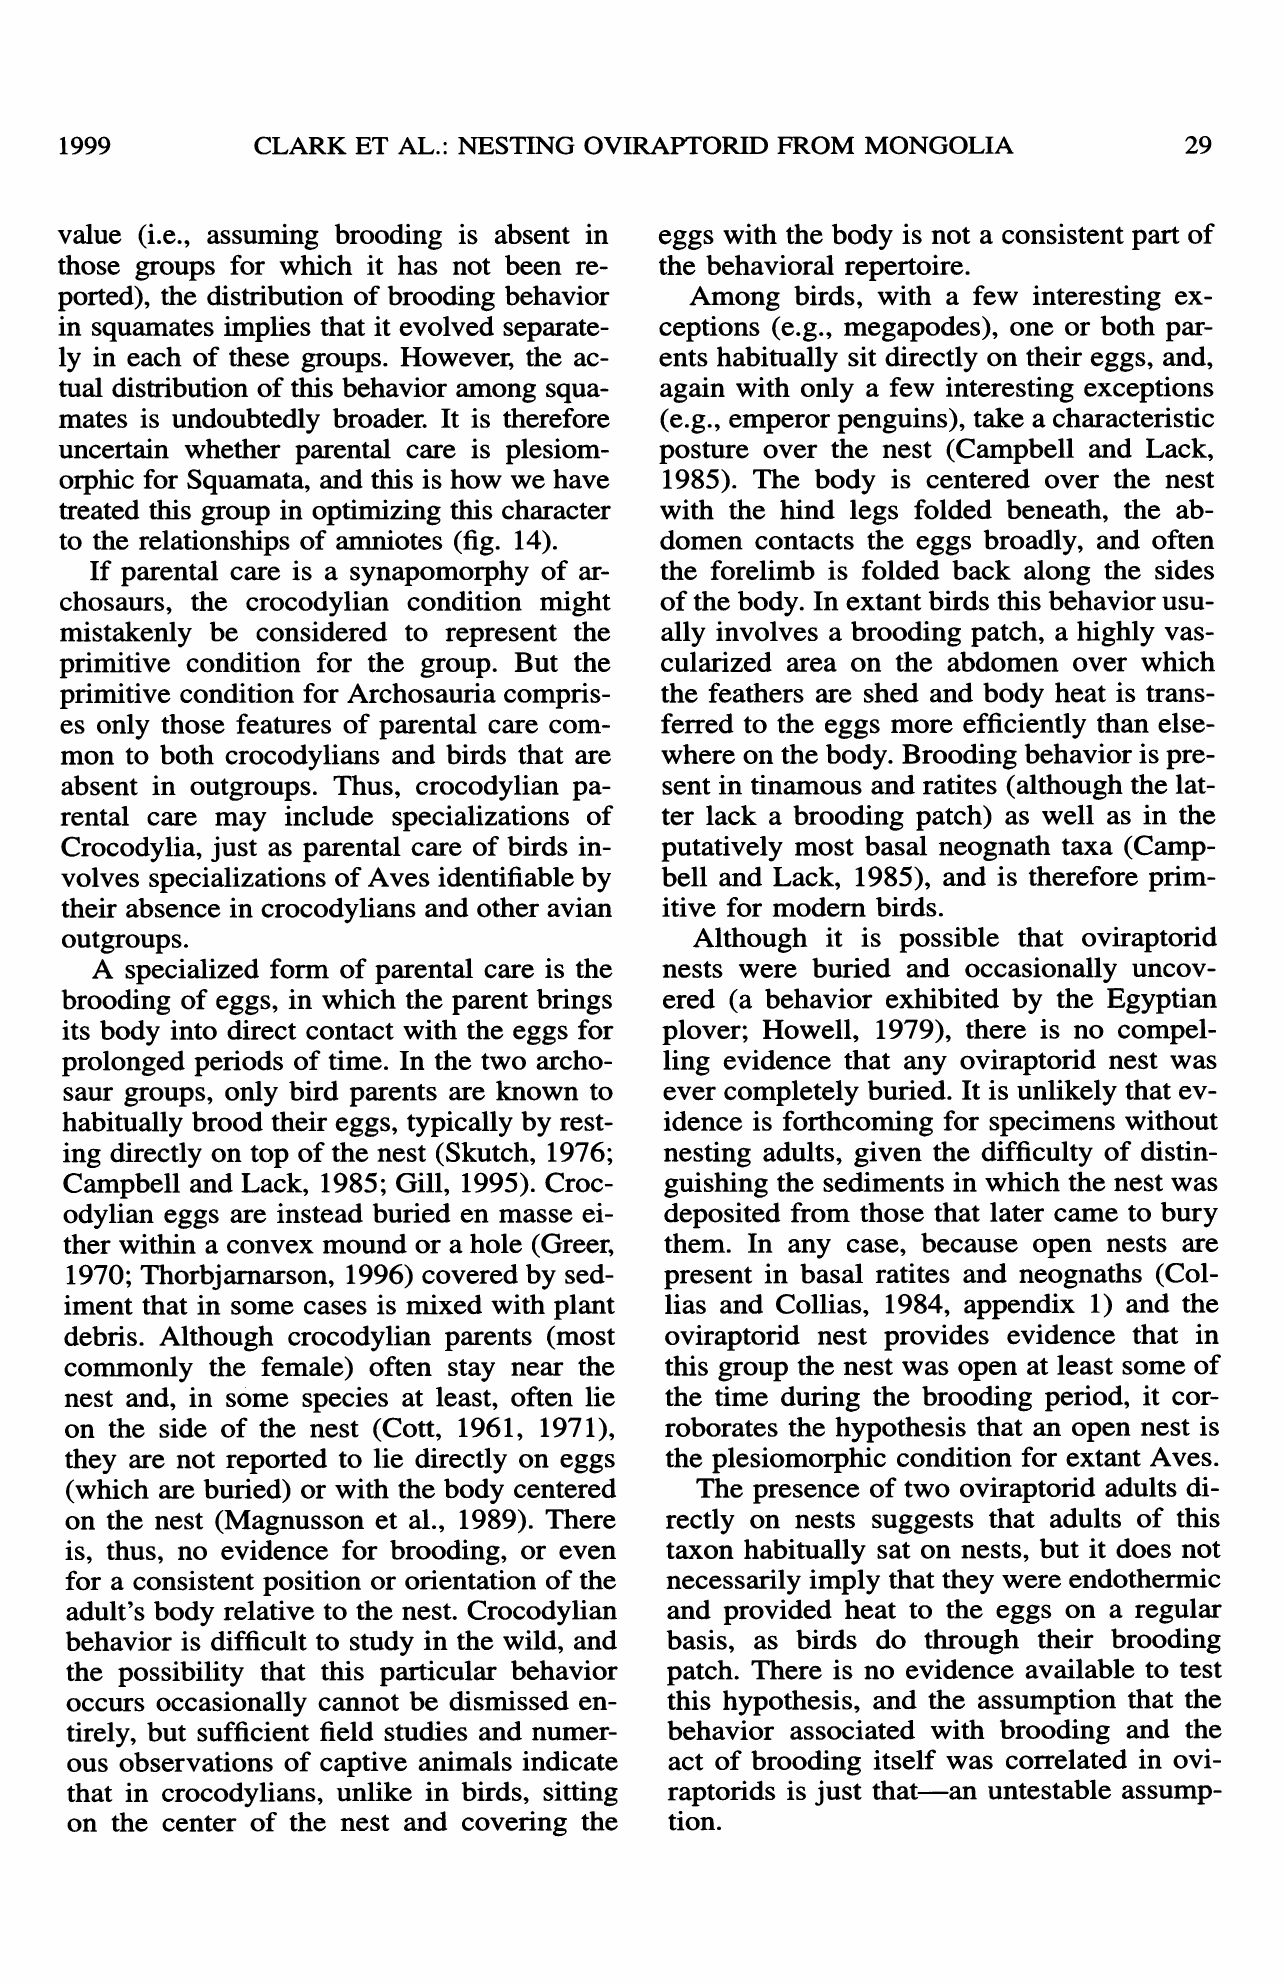 1999 CLARK ET AL.: NESTING OVIRAPTORID FROM MONGOLIA 29
value (i.e., assuming brooding is absent in
those groups for which it has not been re-
ported), the distribution of brooding behavior
in squamates implies that it evolved separate-
ly in each of these groups. However, the ac-
tual distribution of this behavior among squa-
mates is undoubtedly broader. It is therefore
uncertain whether parental care is plesiom-
orphic for Squamata, and this is how we have
treated this group in optimizing this character
to the relationships of amniotes (fig. 14).
If parental care is a synapomorphy of ar-
chosaurs, the crocodylian condition might
mistakenly be considered to represent the
primitive condition for the group. But the
primitive condition for Archosauria compris-
es only those features of parental care com-
mon to both crocodylians and birds that are
absent in outgroups. Thus, crocodylian pa-
rental care may include specializations of
Crocodylia, just as parental care of birds in-
volves specializations of Aves identifiable by
their absence in crocodylians and other avian
outgroups.
A specialized form of parental care is the
brooding of eggs, in which the parent brings
its body into direct contact with the eggs for
prolonged periods of time. In the two archo-
saur groups, only bird parents are known to
habitually brood their eggs, typically by rest-
ing directly on top of the nest (Skutch, 1976;
Campbell and Lack, 1985; Gill, 1995). Croc-
odylian eggs are instead buried en masse ei-
ther within a convex mound or a hole (Greer,
1970; Thorbjarnarson, 1996) covered by sed-
iment that in some cases is mixed with plant
debris. Although crocodylian parents (most
commonly the female) often stay near the
nest and, in some species at least, often lie
on the side of the nest (Cott, 1961, 1971),
they are not reported to lie directly on eggs
(which are buried) or with the body centered
on the nest (Magnusson et al., 1989). There
is, thus, no evidence for brooding, or even
for a consistent position or orientation of the
adult's body relative to the nest. Crocodylian
behavior is difficult to study in the wild, and
the possibility that this particular behavior
occurs occasionally cannot be dismissed en-
tirely, but sufficient field studies and numer-
ous observations of captive animals indicate
that in crocodylians, unlike in birds, sitting
on the center of the nest and covering the
eggs with the body is not a consistent part of
the behavioral repertoire.
Among birds, with a few interesting ex-
ceptions (e.g., megapodes), one or both par-
ents habitually sit directly on their eggs, and,
again with only a few interesting exceptions
(e.g., emperor penguins), take a characteristic
posture over the nest (Campbell and Lack,
1985). The body is centered over the nest
with the hind legs folded beneath, the ab-
domen contacts the eggs broadly, and often
the forelimb is folded back along the sides
of the body. In extant birds this behavior usu-
ally involves a brooding patch, a highly vas-
cularized area on the abdomen over which
the feathers are shed and body heat is trans-
ferred to the eggs more efficiently than else-
where on the body. Brooding behavior is pre-
sent in tinamous and ratites (although the lat-
ter lack a brooding patch) as well as in the
putatively most basal neognath taxa (Camp-
bell and Lack, 1985), and is therefore prim-
itive for modern birds.
Although it is possible that oviraptorid
nests were buried and occasionally uncov-
ered (a behavior exhibited by the Egyptian
plover; Howell, 1979), there is no compel-
ling evidence that any oviraptorid nest was
ever completely buried. It is unlikely that ev-
idence is forthcoming for specimens without
nesting adults, given the difficulty of distin-
guishing the sediments in which the nest was
deposited from those that later came to bury
them. In any case, because open nests are
present in basal ratites and neognaths (Col-
lias and Collias, 1984, appendix 1) and the
oviraptorid nest provides evidence that in
this group the nest was open at least some of
the time during the brooding period, it cor-
roborates the hypothesis that an open nest is
the plesiomorphic condition for extant Aves.
The presence of two oviraptorid adults di-
rectly on nests suggests that adults of this
taxon habitually sat on nests, but it does not
necessarily imply that they were endothermic
and provided heat to the eggs on a regular
basis, as birds do through their brooding
patch. There is no evidence available to test
this hypothesis, and the assumption that the
behavior associated with brooding and the
act of brooding itself was correlated in ovi-
raptorids is just that—an untestable assump-
tion.